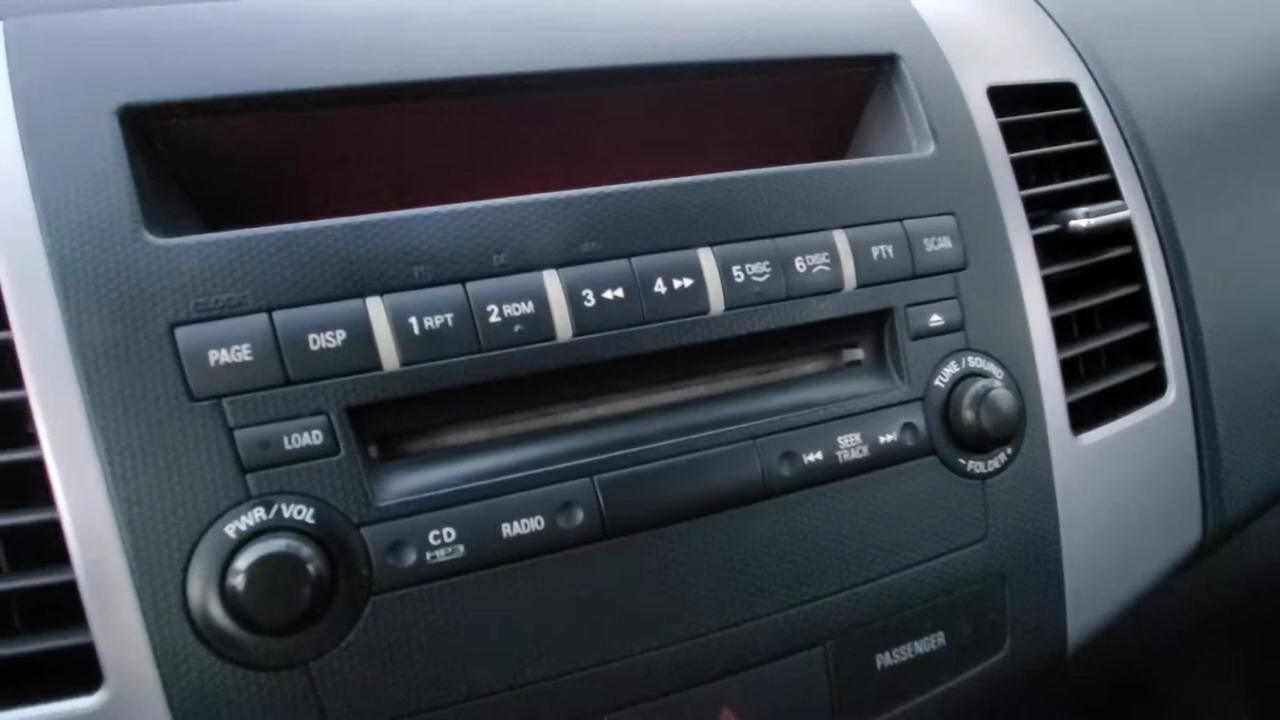 CLOCK
PAGE
DISP
1 RPT
2 RDM
3
4
5 DISC
6 DISC
PTY
SCAN
LOAD
TUNE / SOUND
- FOLDER +
PWR/VOL
CD
MP3
RADIO
SEEK
TRACK
PASSENGER